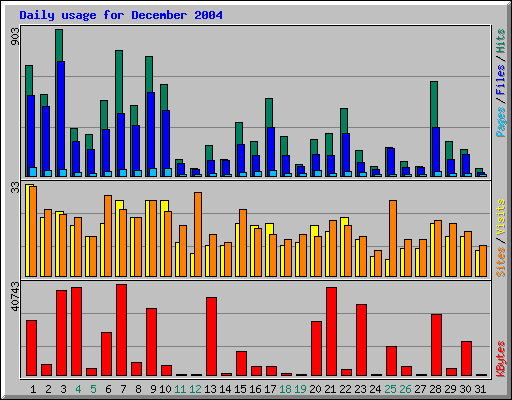 Daily usage for December 2004
903
Pages / Files / Hits
33
Sites / Visits
40743
KBytes
1 2 3 4 5 6 7 8 9 10 11 12 13 14 15 16 17 18 19 20 21 22 23 24 25 26 27 28 29 30 31